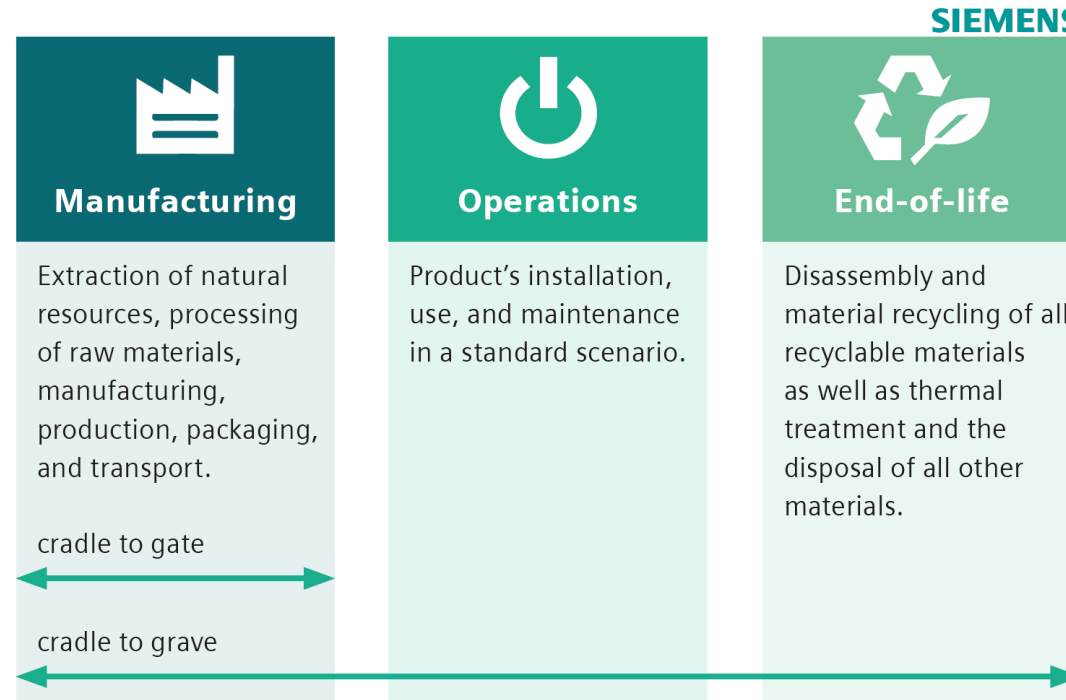 SIEMENS
Manufacturing
Extraction of natural
resources, processing
of raw materials,
manufacturing,
production, packaging,
and transport.
cradle to gate
cradle to grave
Operations
Product’s installation,
use, and maintenance
in a standard scenario.
End-of-life
Disassembly and
material recycling of all
recyclable materials
as well as thermal
treatment and the
disposal of all other
materials.